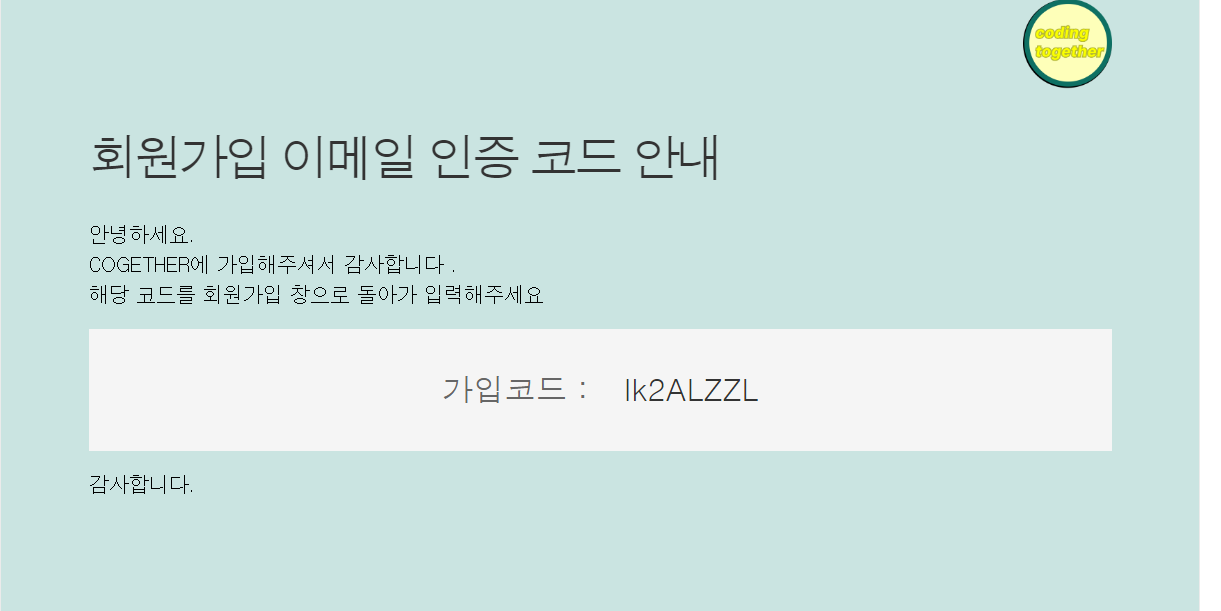 coding
together
회원가입 이메일 인증 코드 안내
안녕하세요.
COGETHER에 가입해주셔서 감사합니다 .
해당 코드를 회원가입 창으로 돌아가 입력해주세요
가입코드 : Ik2ALZZL
감사합니다.